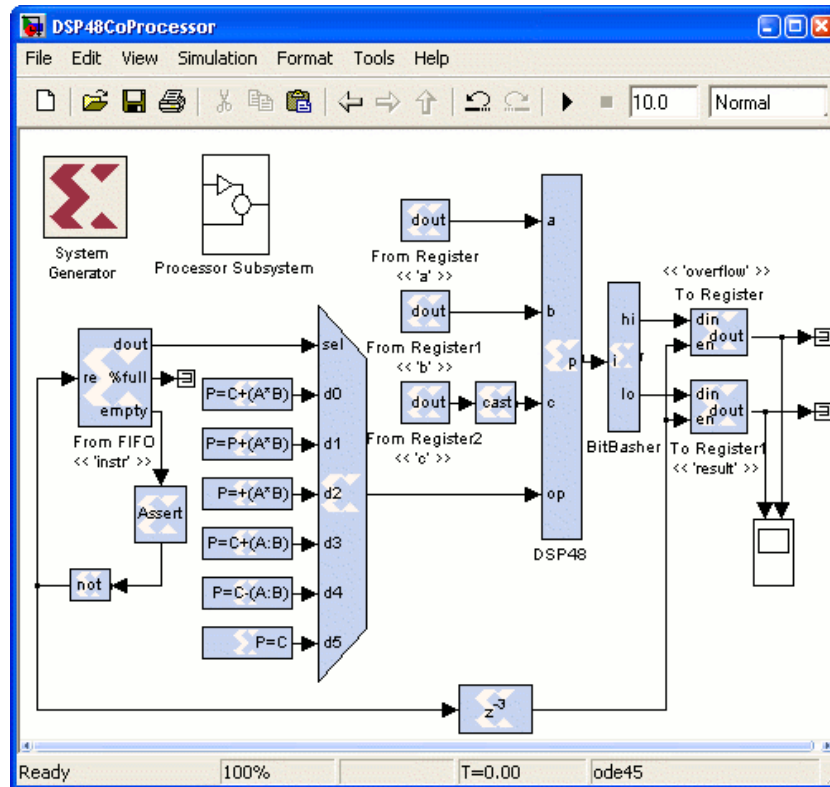 DSP48CoProcessor
File Edit View Simulation Format Tools Help
10.0 Normal
System Generator
Processor Subsystem
dout
From Register
<< 'a' >>
dout
From Register1
<< 'b' >>
dout
cast
From Register2
<< 'c' >>
a
b
c
op
p
DSP48
i
hi
lo
r
BitBasher
<< 'overflow' >>
To Register
din
en
dout
din
en
dout
To Register1
<< 'result' >>
dout
re %full
empty
From FIFO
<< 'instr' >>
Assert
not
sel
P=C+(A*B) d0
P=P+(A*B) d1
P=+(A*B) d2
P=C+(A:B) d3
P=C-(A:B) d4
P=C d5
z-3
Ready 100% T=0.00 ode45